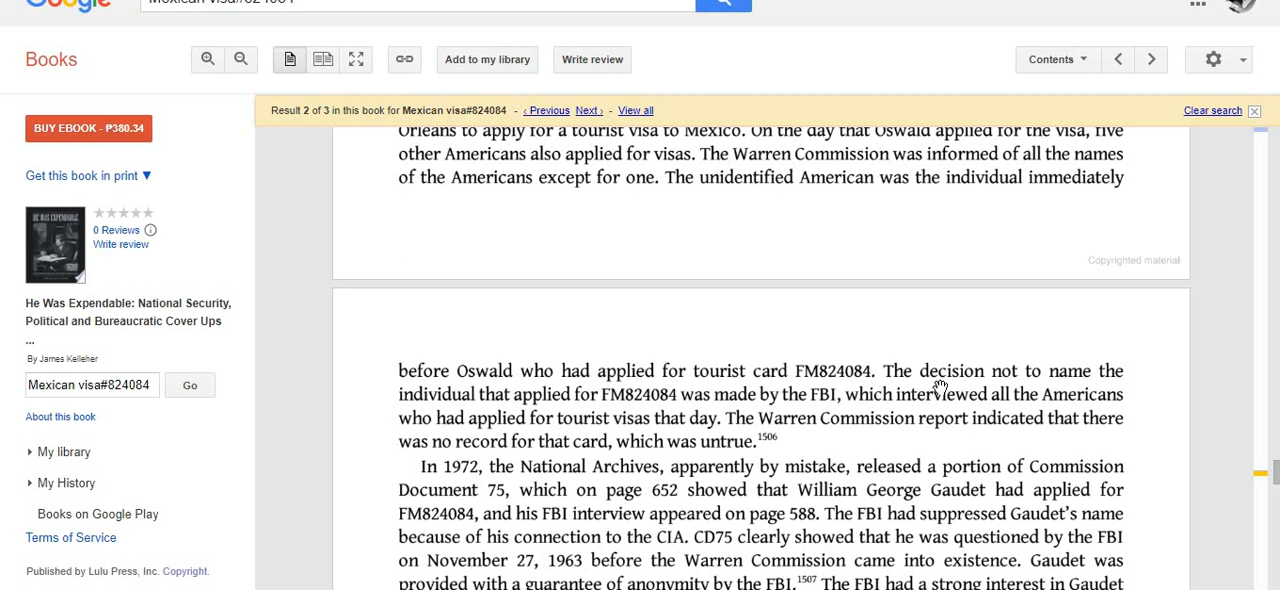 Mexican visa#824084
Books
Add to my library
Write review
Contents
Result 2 of 3 in this book for Mexican visa#824084 - ‹ Previous Next › - View all
Clear search
BUY EBOOK - ₱380.34
Get this book in print ▼
0 Reviews
Write review
HE WAS EXPENDABLE
He Was Expendable: National Security,
Political and Bureaucratic Cover Ups
...
By James Kelleher
Mexican visa#824084
Go
About this book
My library
My History
Books on Google Play
Terms of Service
Published by Lulu Press, Inc. Copyright.
Orleans to apply for a tourist visa to Mexico. On the day that Oswald applied for the visa, five
other Americans also applied for visas. The Warren Commission was informed of all the names
of the Americans except for one. The unidentified American was the individual immediately
Copyrighted material
before Oswald who had applied for tourist card FM824084. The decision not to name the
individual that applied for FM824084 was made by the FBI, which interviewed all the Americans
who had applied for tourist visas that day. The Warren Commission report indicated that there
was no record for that card, which was untrue.1506
In 1972, the National Archives, apparently by mistake, released a portion of Commission
Document 75, which on page 652 showed that William George Gaudet had applied for
FM824084, and his FBI interview appeared on page 588. The FBI had suppressed Gaudet's name
because of his connection to the CIA. CD75 clearly showed that he was questioned by the FBI
on November 27, 1963 before the Warren Commission came into existence. Gaudet was
provided with a guarantee of anonymity by the FBI.1507 The FBI had a strong interest in Gaudet